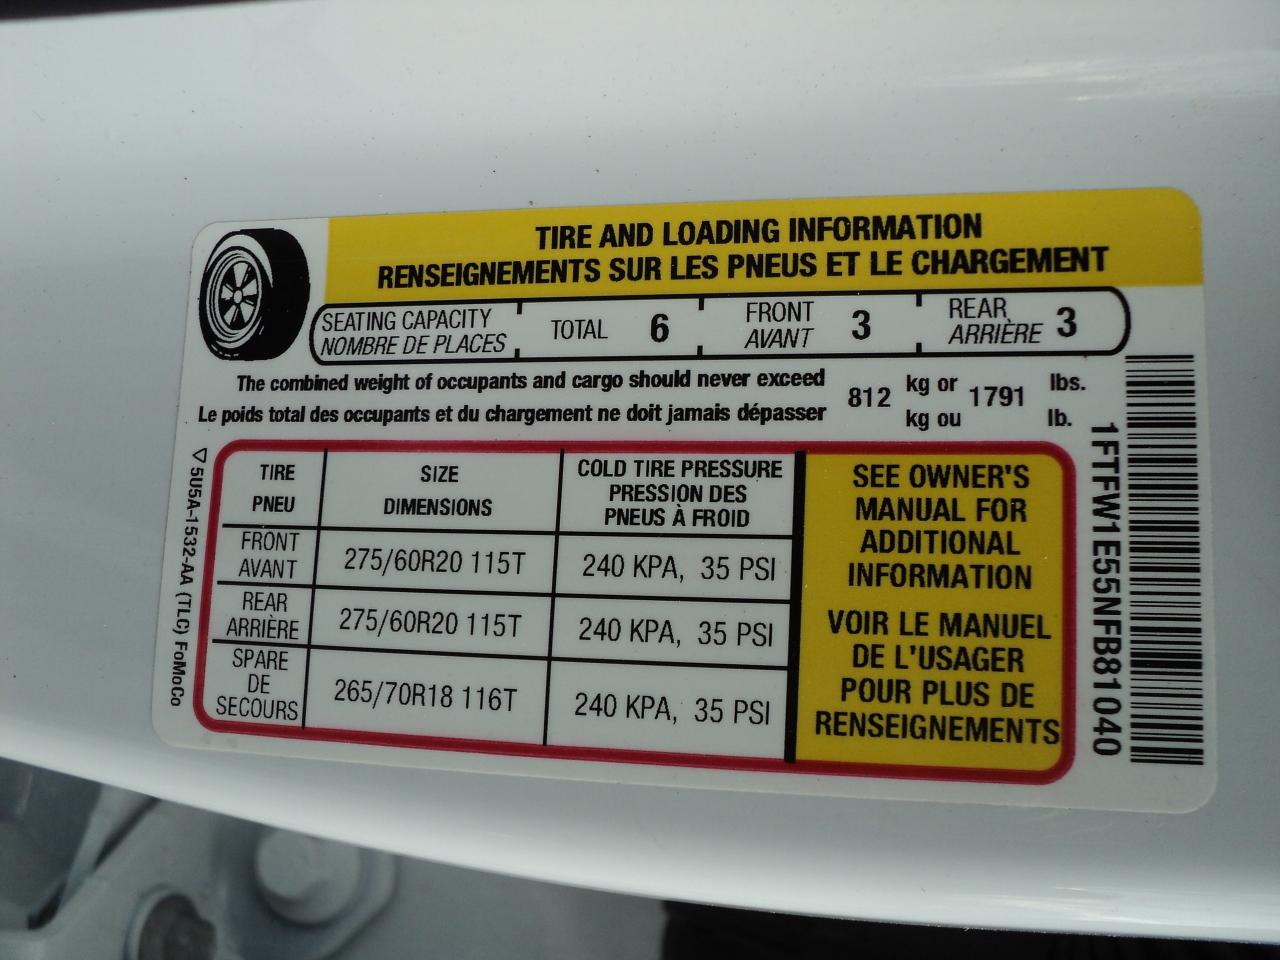 TIRE AND LOADING INFORMATION
RENSEIGNEMENTS SUR LES PNEUS ET LE CHARGEMENT
SEATING CAPACITY
NOMBRE DE PLACES
TOTAL 6
FRONT
AVANT 3
REAR
ARRIÈRE 3
The combined weight of occupants and cargo should never exceed
Le poids total des occupants et du chargement ne doit jamais dépasser
812 kg or 1791 lbs.
kg ou lb.
TIRE
PNEU
SIZE
DIMENSIONS
COLD TIRE PRESSURE
PRESSION DES
PNEUS À FROID
FRONT
AVANT
275/60R20 115T
240 KPA, 35 PSI
REAR
ARRIÈRE
275/60R20 115T
240 KPA, 35 PSI
SPARE
DE
SECOURS
265/70R18 116T
240 KPA, 35 PSI
SEE OWNER'S
MANUAL FOR
ADDITIONAL
INFORMATION
VOIR LE MANUEL
DE L'USAGER
POUR PLUS DE
RENSEIGNEMENTS
▽5U5A-1532-AA (TLC) FoMoCo
1FTFW1E55NFB81040